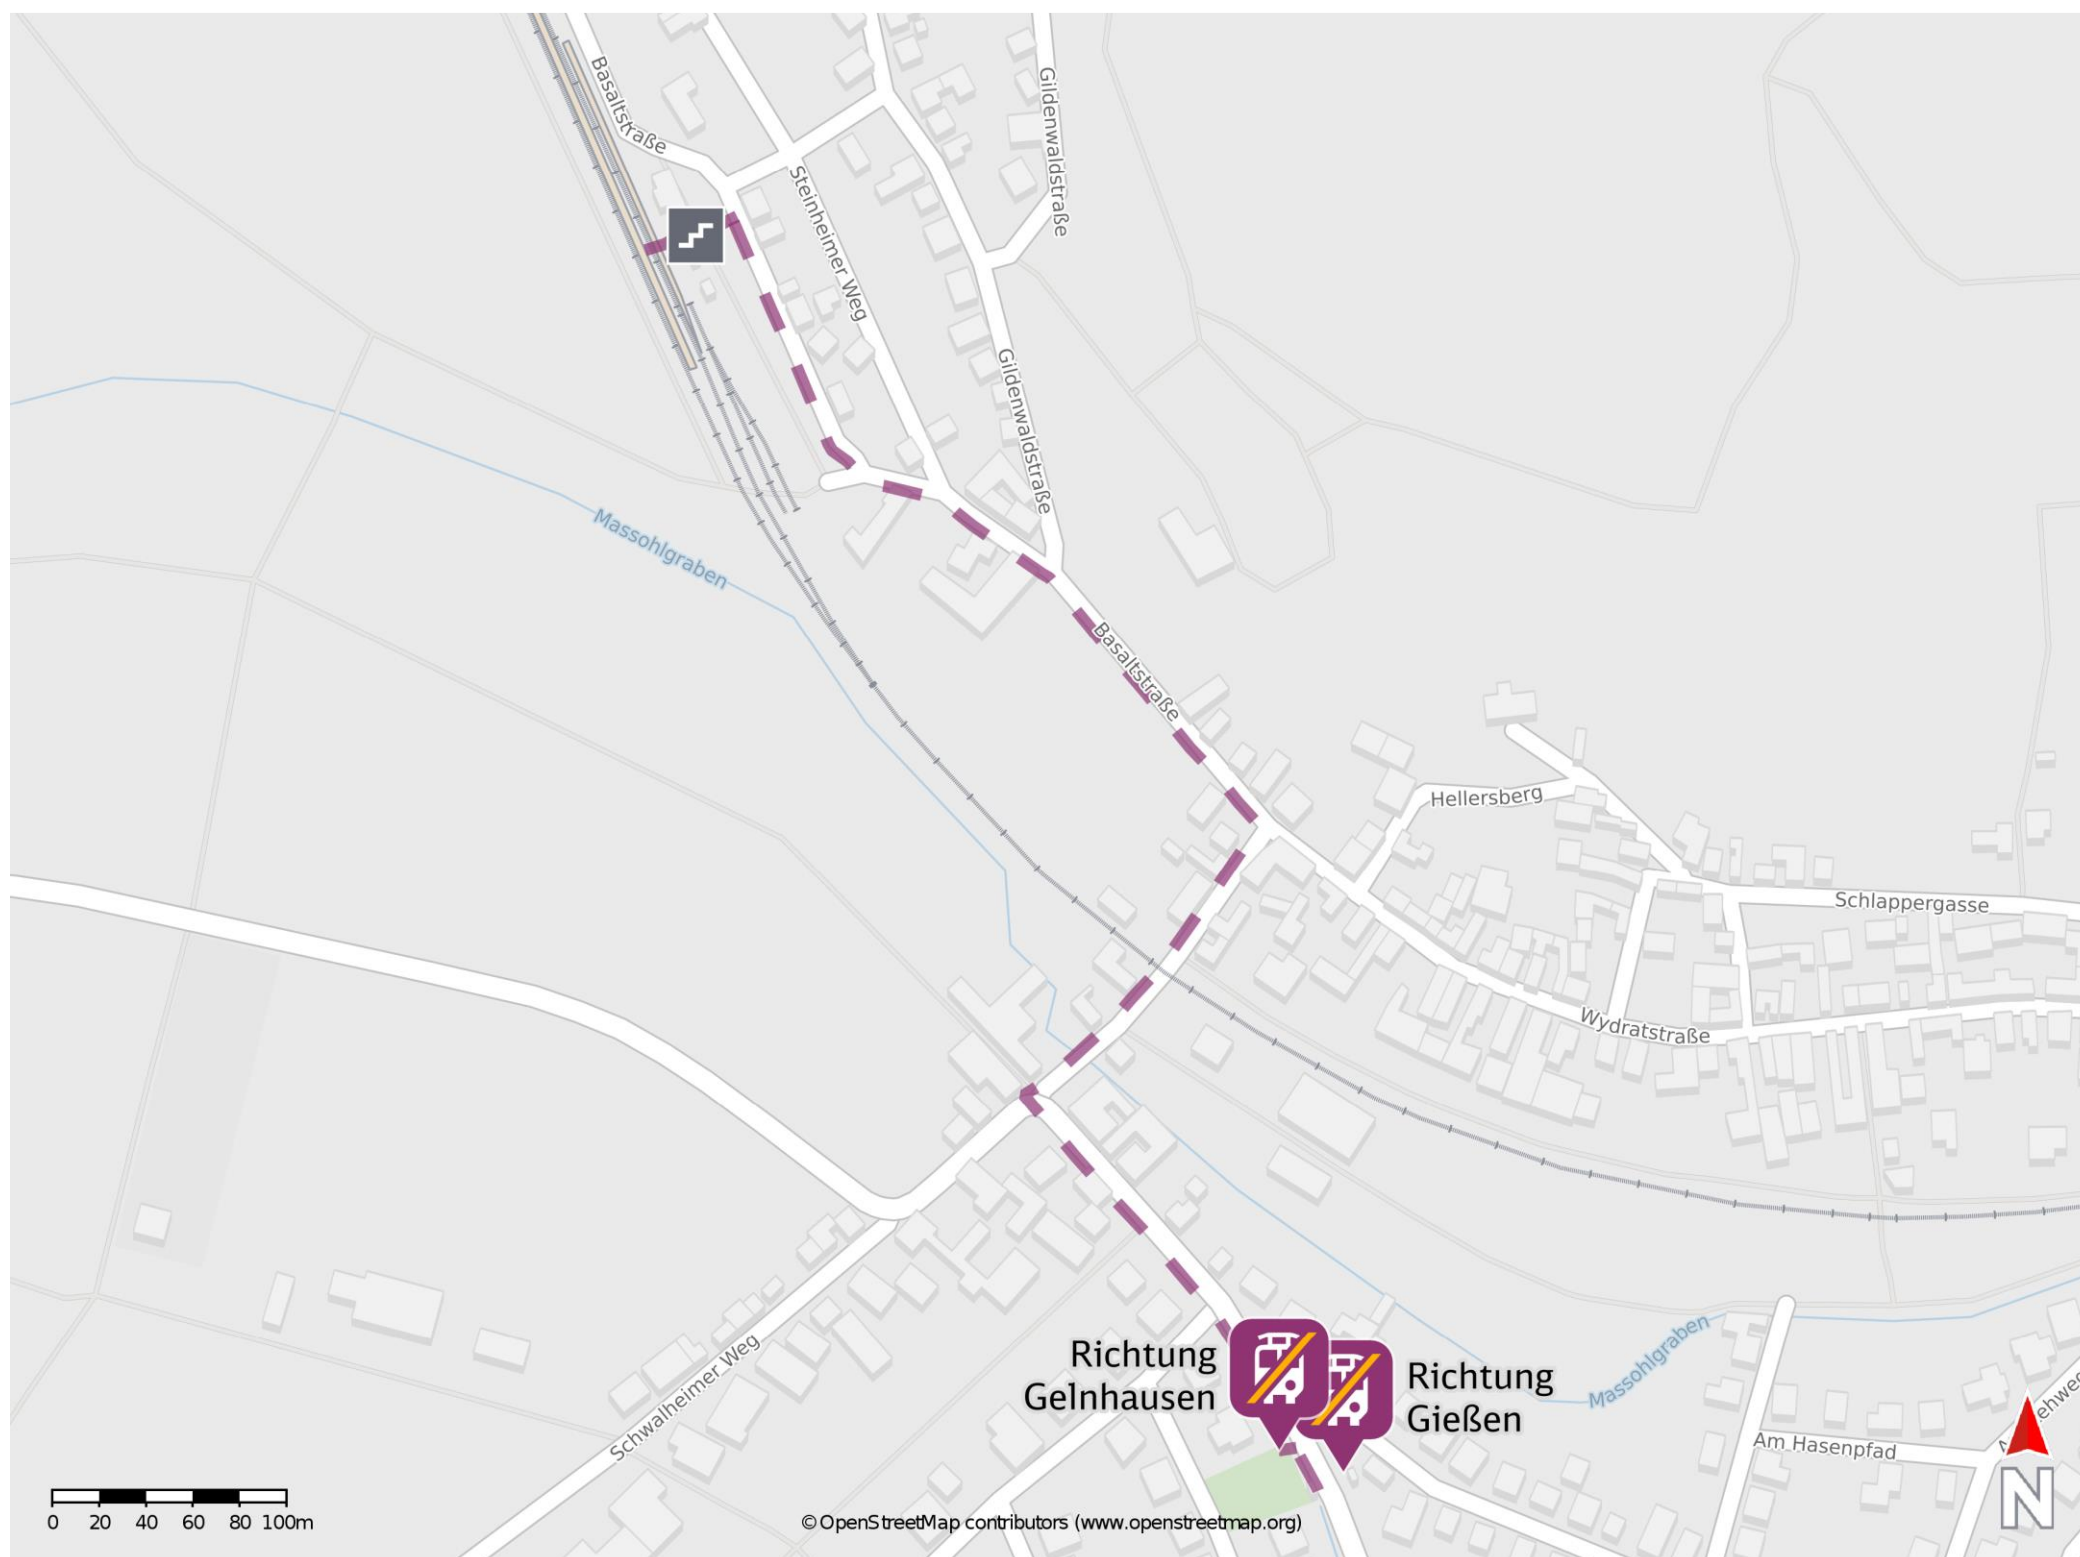 Basaltstraße
Gildenwaldstraße
Steinheimer Weg
Gildenwaldstraße
Massohlgraben
Basaltstraße
Hellersberg
Schlappergasse
Wydratstraße
Richtung
Gelnhausen
Richtung
Gießen
Massohlgraben
Schwalheimer Weg
Am Hasenpfad
N
0 20 40 60 80 100m
© OpenStreetMap contributors (www.openstreetmap.org)